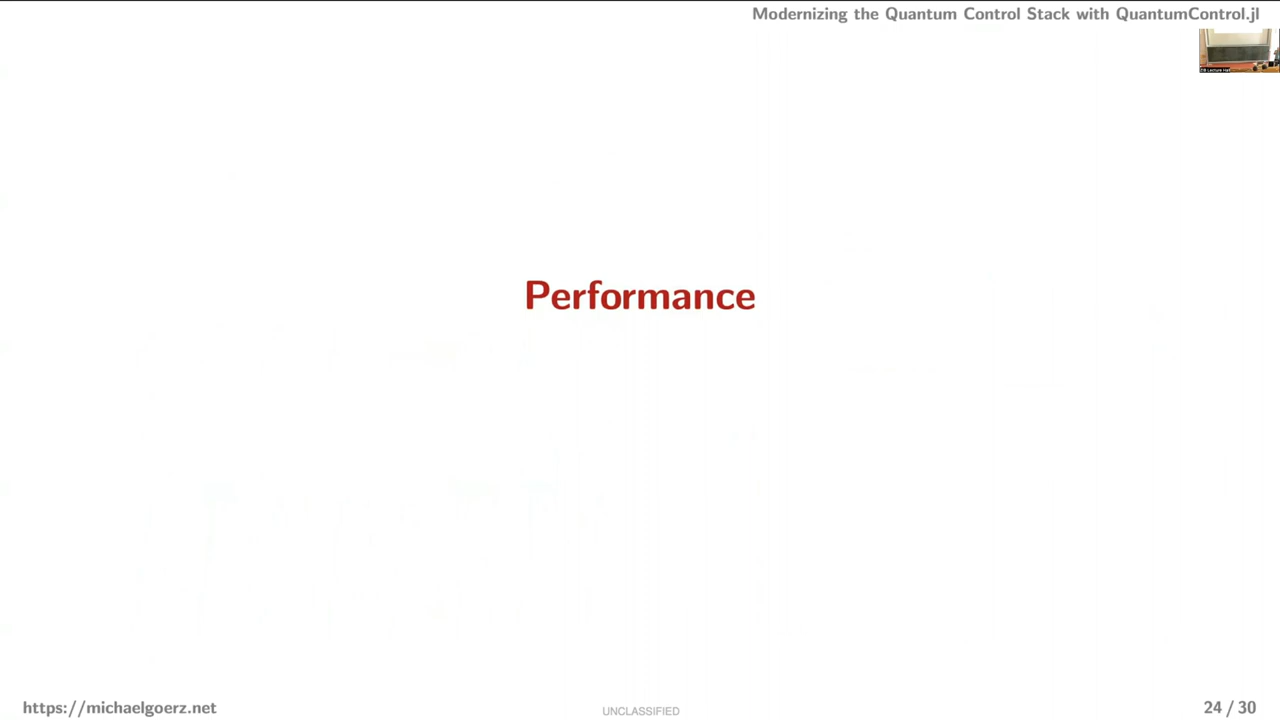 Modernizing the Quantum Control Stack with QuantumControl.jl
Performance
https://michaelgoerz.net
UNCLASSIFIED
24 / 30